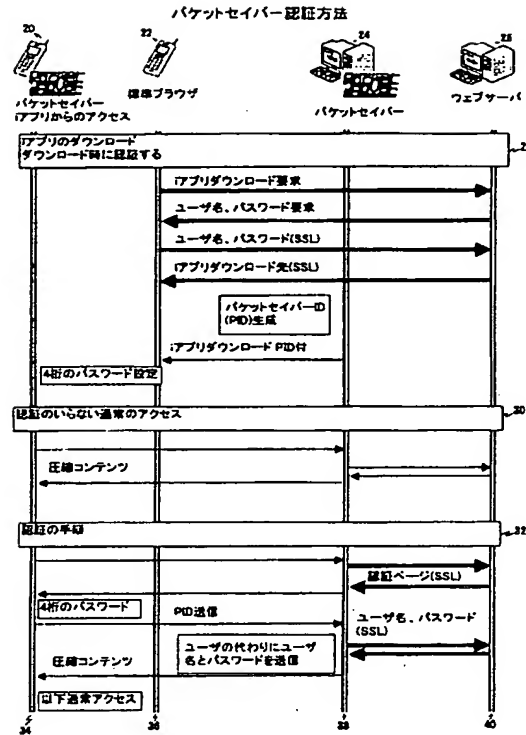 パケットセイバー認証方法
20
22
24
26
パケットセイバー
iアプリからのアクセス
標準ブラウザ
パケットセイバー
ウェブサーバ
iアプリのダウンロード
ダウンロード時に認証する
iアプリダウンロード要求
ユーザ名、パスワード要求
ユーザ名、パスワード(SSL)
iアプリダウンロード先(SSL)
パケットセイバーID
(PID)生成
iアプリダウンロード PID付
4桁のパスワード設定
認証のいらない通常のアクセス
30
圧縮コンテンツ
認証の手順
32
認証ページ(SSL)
4桁のパスワード
PID送信
ユーザ名、パスワード
(SSL)
ユーザの代わりにユーザ
名とパスワードを送信
圧縮コンテンツ
以下通常アクセス
34
36
38
40